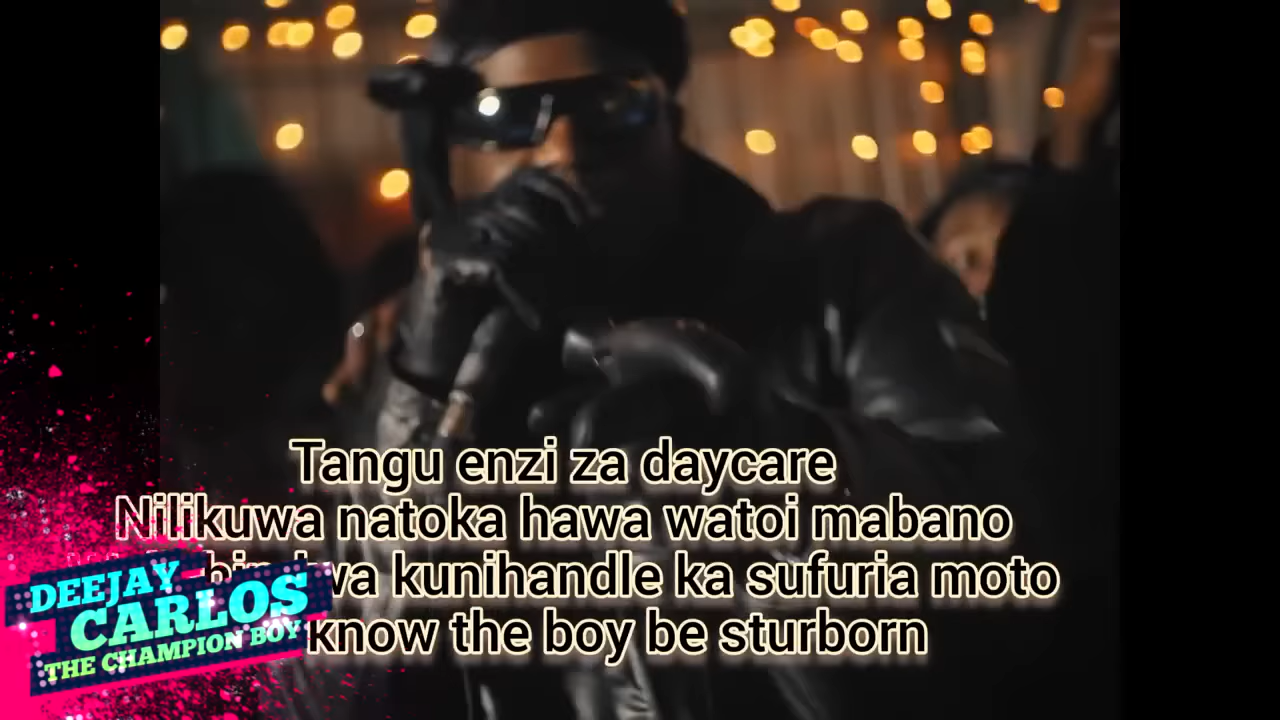 Tangu enzi za daycare
Nilikuwa natoka hawa watoi mabano
kunihandle ka sufuria moto
know the boy be sturborn
DEEJAY
CARLOS
THE CHAMPION BOY